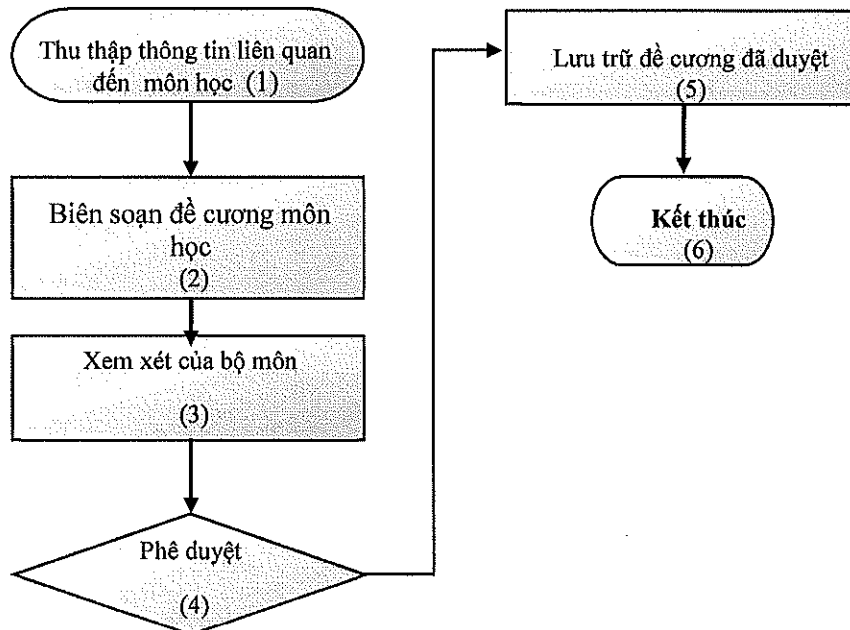 Thu thập thông tin liên quan
đến môn học (1)
Biên soạn đề cương môn
học
(2)
Xem xét của bộ môn
(3)
Phê duyệt
(4)
Lưu trữ đề cương đã duyệt
(5)
Kết thúc
(6)